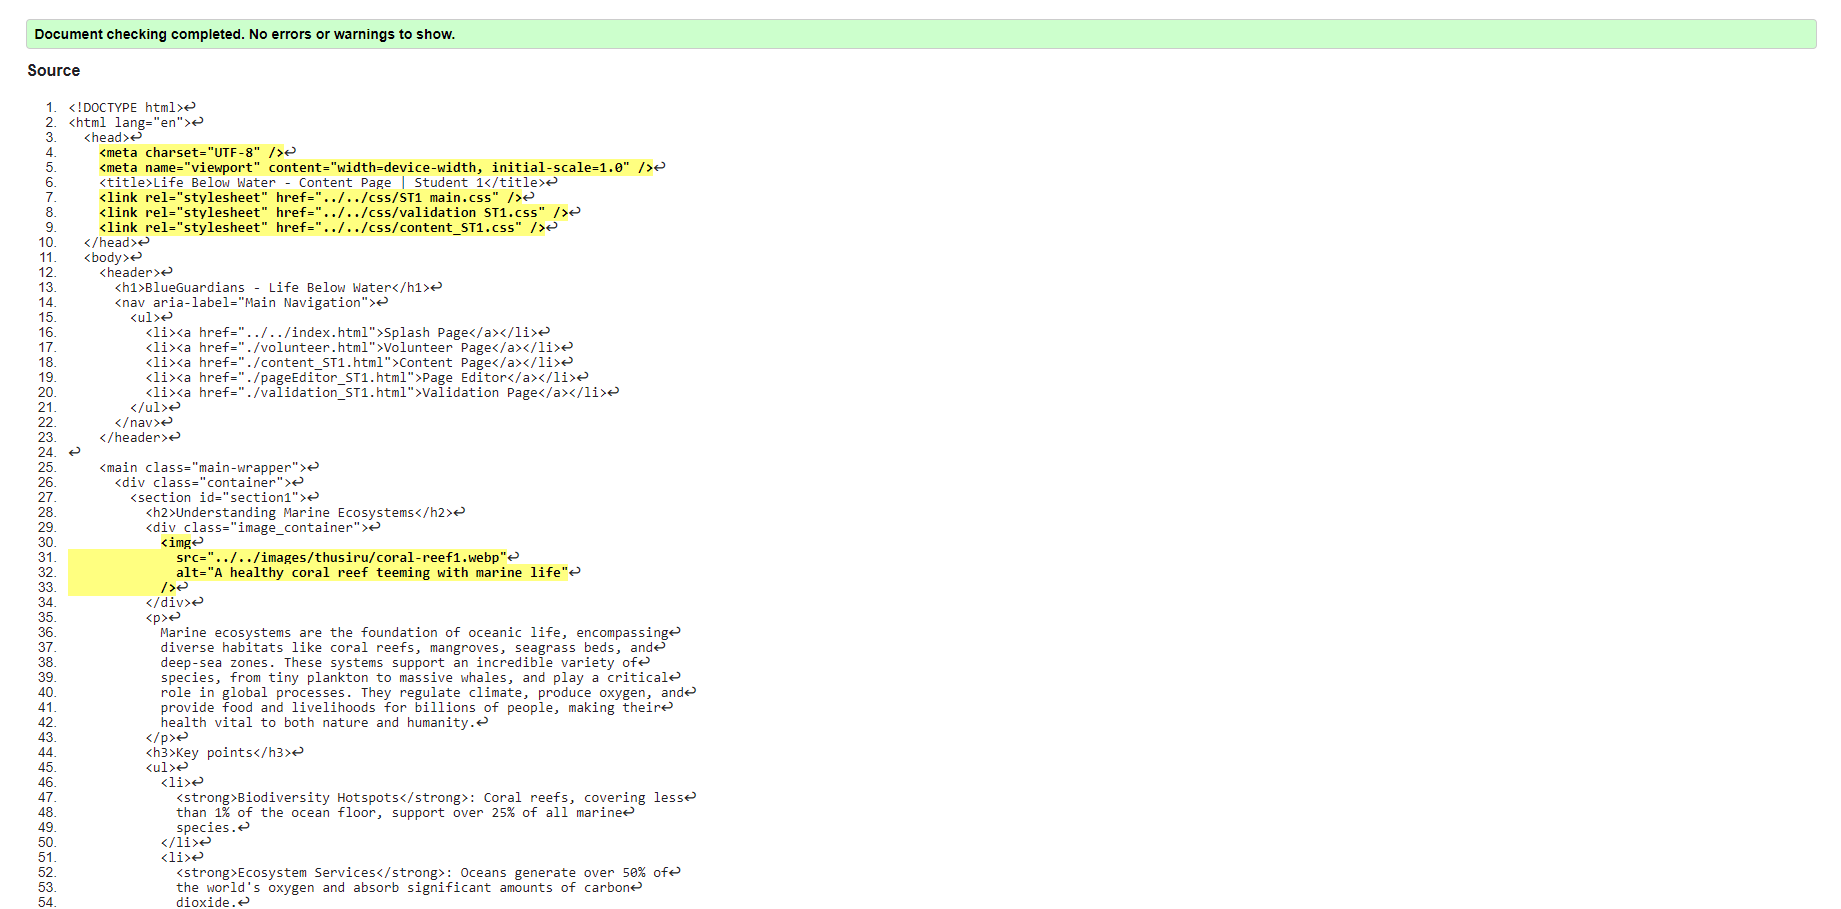 Document checking completed. No errors or warnings to show.
Source
1. <!DOCTYPE html>↩
2. <html lang="en">↩
3. <head>↩
4. <meta charset="UTF-8" />↩
5. <meta name="viewport" content="width=device-width, initial-scale=1.0" />↩
6. <title>Life Below Water - Content Page | Student 1</title>↩
7. <link rel="stylesheet" href="../../css/ST1_main.css" />↩
8. <link rel="stylesheet" href="../../css/validation_ST1.css" />↩
9. <link rel="stylesheet" href="../../css/content_ST1.css" />↩
10. </head>↩
11. <body>↩
12. <header>↩
13. <h1>BlueGuardians - Life Below Water</h1>↩
14. <nav aria-label="Main Navigation">↩
15. <ul>↩
16. <li><a href="../../index.html">Splash Page</a></li>↩
17. <li><a href="./volunteer.html">Volunteer Page</a></li>↩
18. <li><a href="./content_ST1.html">Content Page</a></li>↩
19. <li><a href="./pageEditor_ST1.html">Page Editor</a></li>↩
20. <li><a href="./validation_ST1.html">Validation Page</a></li>↩
21. </ul>↩
22. </nav>↩
23. </header>↩
24. ↩
25. <main class="main-wrapper">↩
26. <div class="container">↩
27. <section id="section1">↩
28. <h2>Understanding Marine Ecosystems</h2>↩
29. <div class="image_container">↩
30. <img↩
31. src="../../images/thusiru/coral-reef1.webp"↩
32. alt="A healthy coral reef teeming with marine life"↩
33. />↩
34. </div>↩
35. <p>↩
36. Marine ecosystems are the foundation of oceanic life, encompassing↩
37. diverse habitats like coral reefs, mangroves, seagrass beds, and↩
38. deep-sea zones. These systems support an incredible variety of↩
39. species, from tiny plankton to massive whales, and play a critical↩
40. role in global processes. They regulate climate, produce oxygen, and↩
41. provide food and livelihoods for billions of people, making their↩
42. health vital to both nature and humanity.↩
43. </p>↩
44. <h3>Key points</h3>↩
45. <ul>↩
46. <li>↩
47. <strong>Biodiversity Hotspots</strong>: Coral reefs, covering less↩
48. than 1% of the ocean floor, support over 25% of all marine↩
49. species.↩
50. </li>↩
51. <li>↩
52. <strong>Ecosystem Services</strong>: Oceans generate over 50% of↩
53. the world's oxygen and absorb significant amounts of carbon↩
54. dioxide.↩